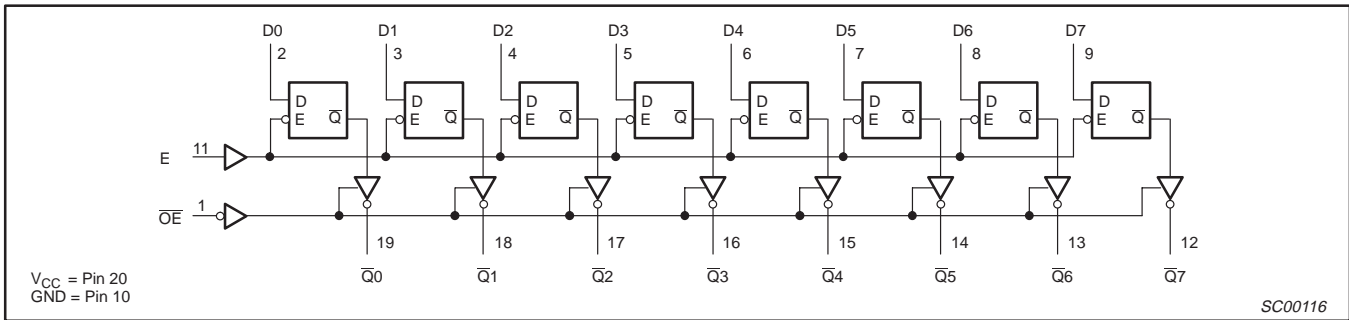 D0 D1 D2 D3 D4 D5 D6 D7
2 3 4 5 6 7 8 9
D D D D D D D D
E Q̅ E Q̅ E Q̅ E Q̅ E Q̅ E Q̅ E Q̅ E Q̅
E 11
O̅E̅ 1
19 18 17 16 15 14 13 12
Q̅0 Q̅1 Q̅2 Q̅3 Q̅4 Q̅5 Q̅6 Q̅7
VCC = Pin 20
GND = Pin 10
SC00116